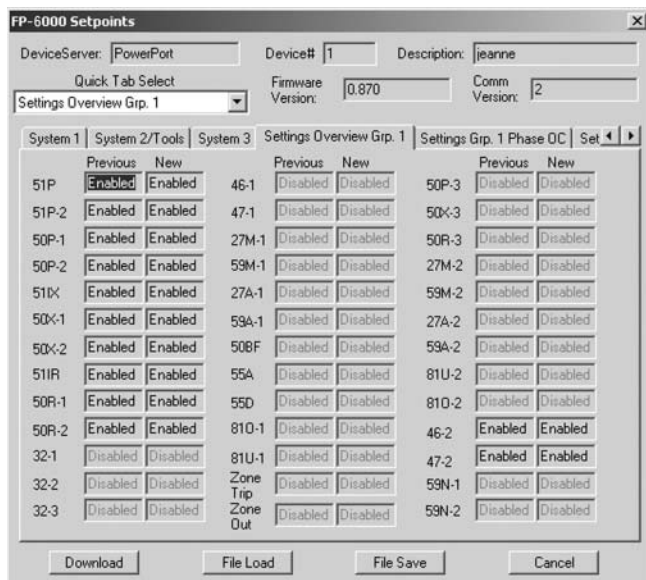 FP-6000 Setpoints
DeviceServer: PowerPort Device# 1 Description: jeanne
Quick Tab Select
Settings Overview Grp. 1
Firmware Version: 0.870 Comm Version: 2
System 1 System 2/Tools System 3 Settings Overview Grp. 1 Settings Grp. 1 Phase OC Set
Previous New Previous New Previous New
51P Enabled Enabled 46-1 Disabled Disabled 50P-3 Disabled Disabled
51P-2 Enabled Enabled 47-1 Disabled Disabled 50X-3 Disabled Disabled
50P-1 Enabled Enabled 27M-1 Disabled Disabled 50R-3 Disabled Disabled
50P-2 Enabled Enabled 59M-1 Disabled Disabled 27M-2 Disabled Disabled
51IX Enabled Enabled 27A-1 Disabled Disabled 59M-2 Disabled Disabled
50X-1 Enabled Enabled 59A-1 Disabled Disabled 27A-2 Disabled Disabled
50X-2 Enabled Enabled 50BF Disabled Disabled 59A-2 Disabled Disabled
51IR Enabled Enabled 55A Disabled Disabled 81U-2 Disabled Disabled
50R-1 Enabled Enabled 55D Disabled Disabled 81O-2 Disabled Disabled
50R-2 Enabled Enabled 81O-1 Disabled Disabled 46-2 Enabled Enabled
32-1 Disabled Disabled 81U-1 Disabled Disabled 47-2 Enabled Enabled
32-2 Disabled Disabled Zone Trip Disabled Disabled 59N-1 Disabled Disabled
32-3 Disabled Disabled Zone Out Disabled Disabled 59N-2 Disabled Disabled
Download File Load File Save Cancel